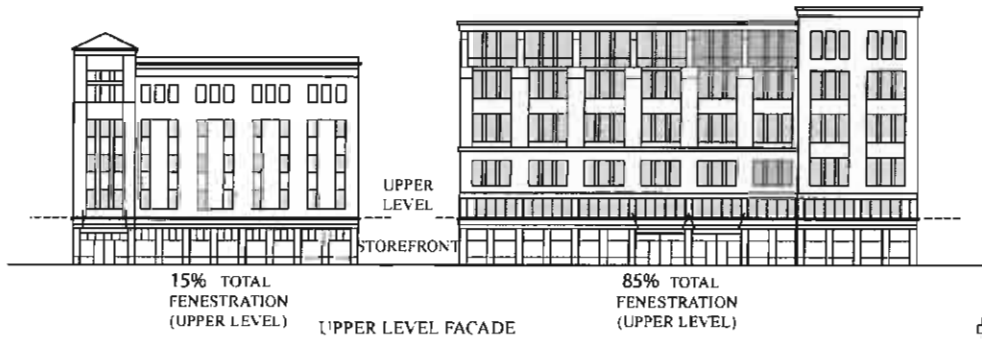 UPPER
LEVEL
STOREFRONT
15% TOTAL
FENESTRATION
(UPPER LEVEL)
85% TOTAL
FENESTRATION
(UPPER LEVEL)
UPPER LEVEL FACADE